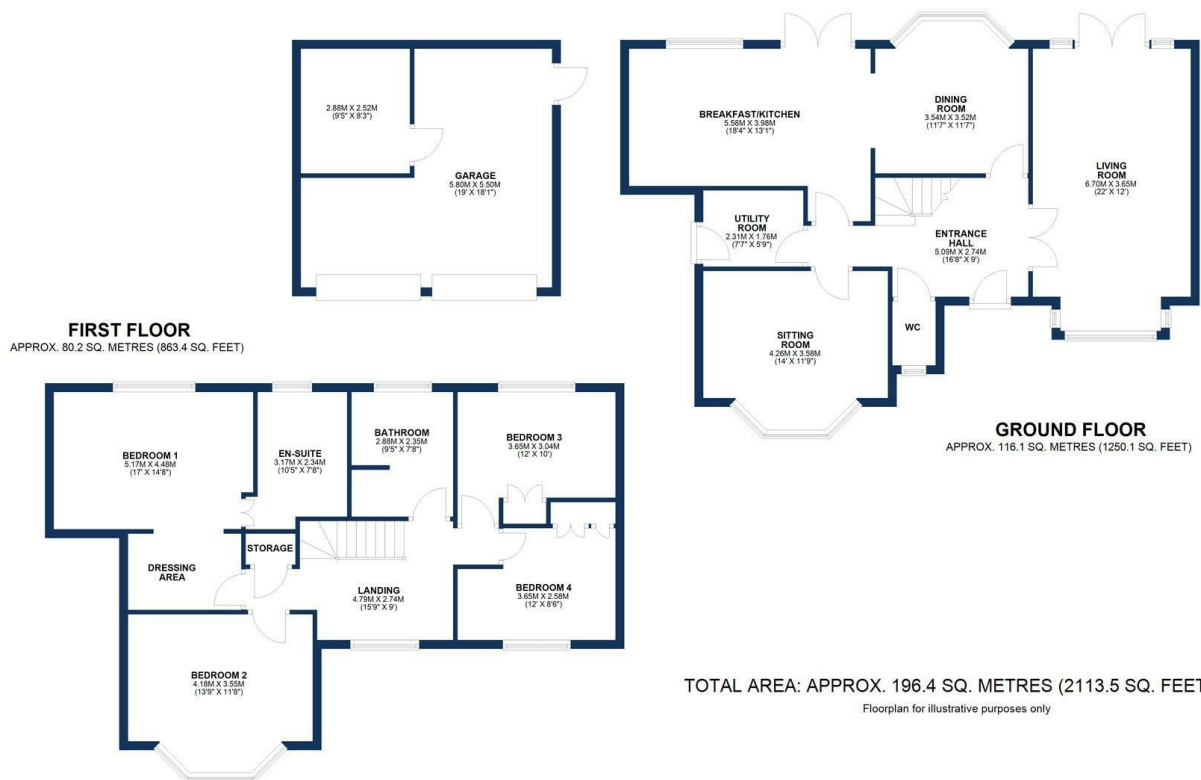 2.88M X 2.52M
(9'5" X 8'3")
GARAGE
5.80M X 5.50M
(19' X 18'1")
BREAKFAST/KITCHEN
5.58M X 3.98M
(18'4" X 13'1")
DINING
ROOM
3.54M X 3.52M
(11'7" X 11'7")
LIVING
ROOM
6.70M X 3.65M
(22' X 12')
UTILITY
ROOM
2.31M X 1.76M
(7'7" X 5'9")
ENTRANCE
HALL
5.09M X 2.74M
(16'8" X 9')
SITTING
ROOM
4.26M X 3.58M
(14' X 11'9")
WC
GROUND FLOOR
APPROX. 116.1 SQ. METRES (1250.1 SQ. FEET)
FIRST FLOOR
APPROX. 80.2 SQ. METRES (863.4 SQ. FEET)
BEDROOM 1
5.17M X 4.48M
(17' X 14'8")
EN-SUITE
3.17M X 2.34M
(10'5" X 7'8")
BATHROOM
2.88M X 2.35M
(9'5" X 7'8")
BEDROOM 3
3.65M X 3.04M
(12' X 10')
DRESSING
AREA
STORAGE
LANDING
4.79M X 2.74M
(15'9" X 9')
BEDROOM 4
3.65M X 2.58M
(12' X 8'6")
BEDROOM 2
4.18M X 3.55M
(13'9" X 11'8")
TOTAL AREA: APPROX. 196.4 SQ. METRES (2113.5 SQ. FEET
Floorplan for illustrative purposes only